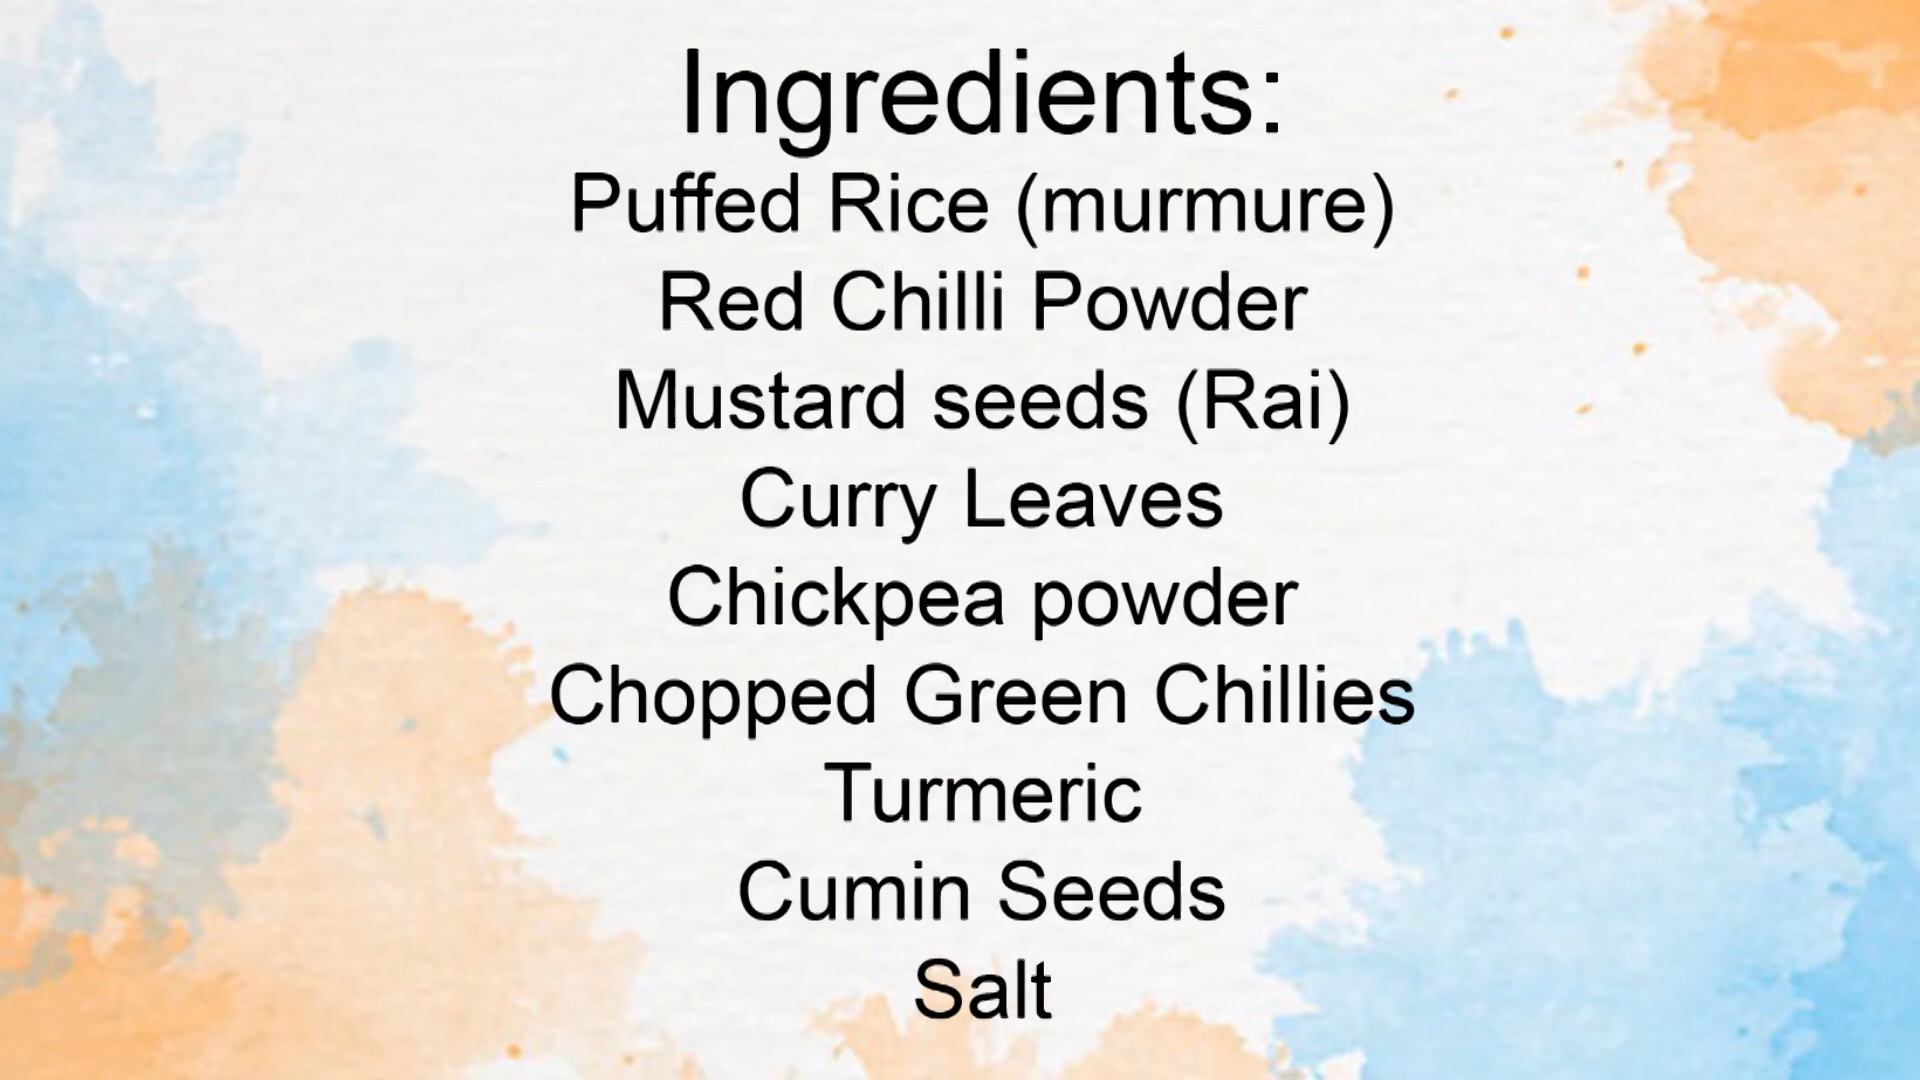 Ingredients:
Puffed Rice (murmure)
Red Chilli Powder
Mustard seeds (Rai)
Curry Leaves
Chickpea powder
Chopped Green Chillies
Turmeric
Cumin Seeds
Salt